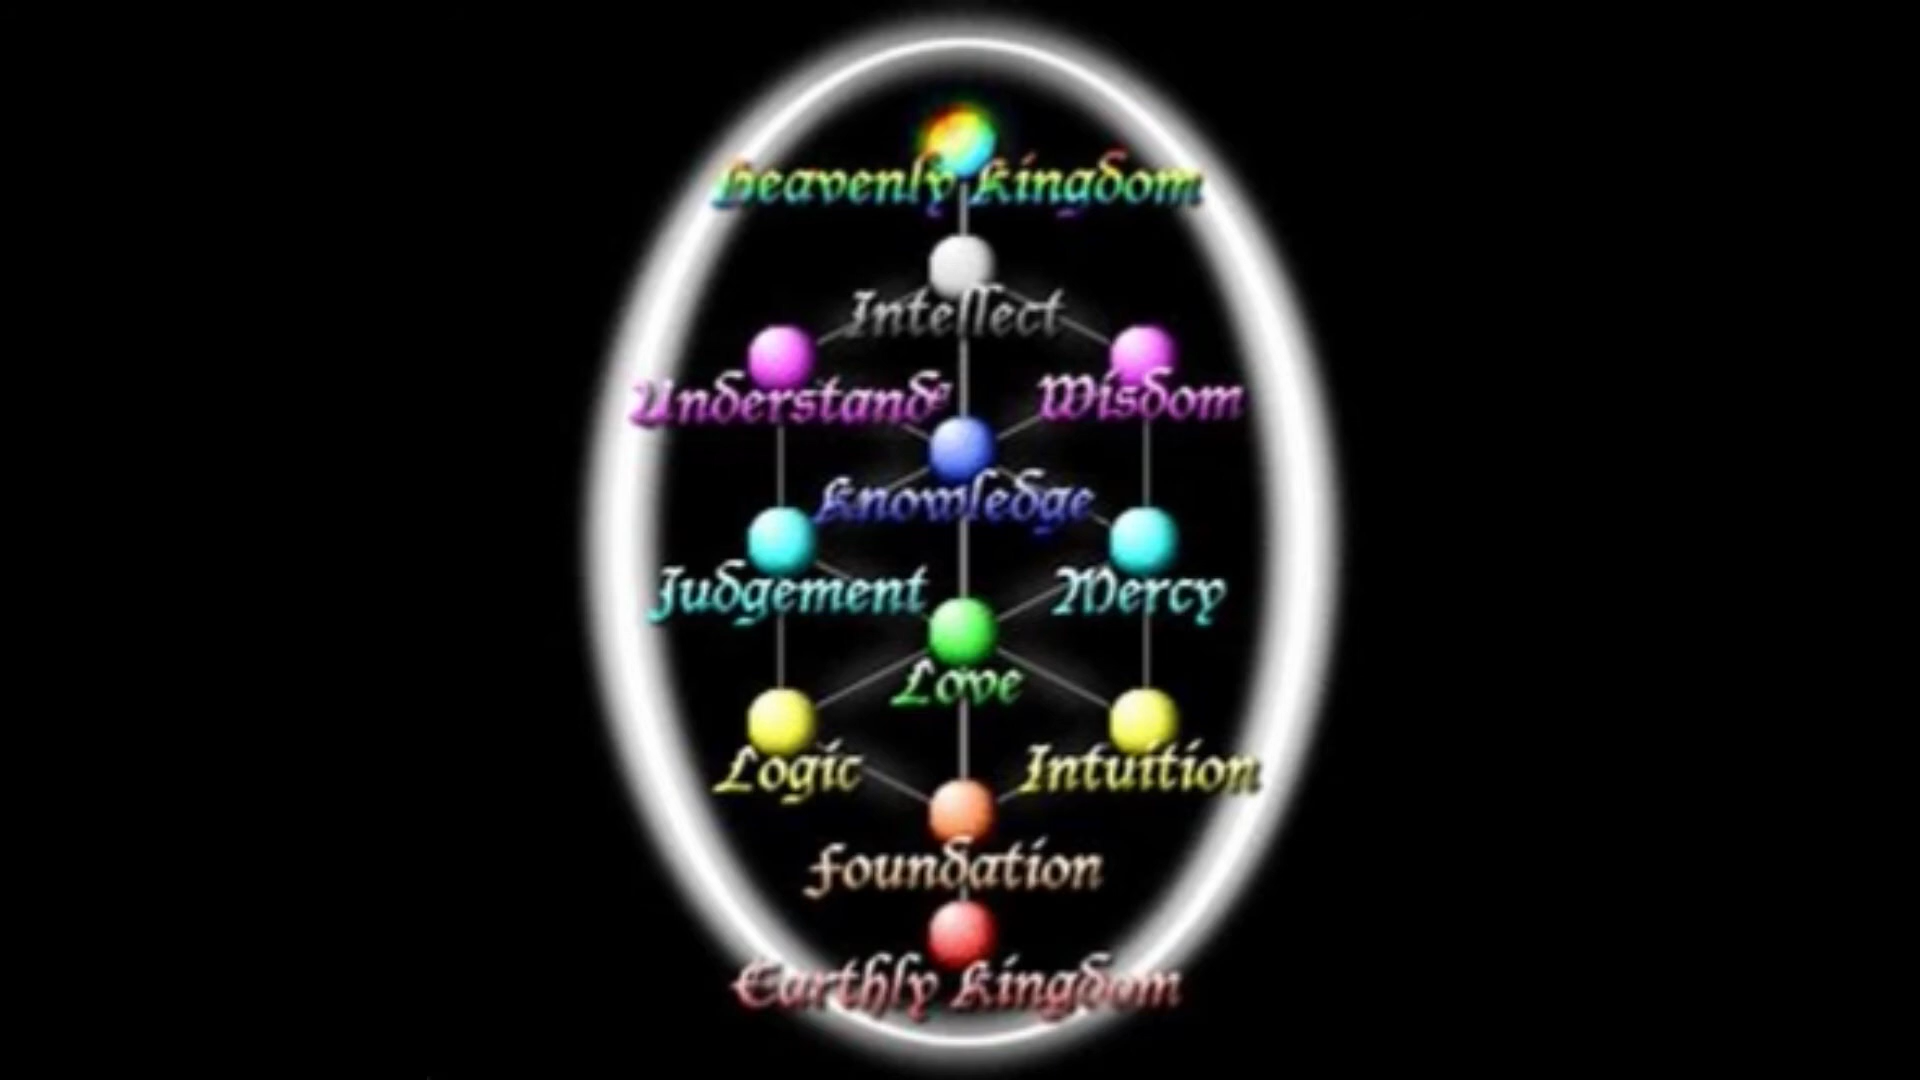 Heavenly Kingdom
Intellect
Understand^g
Wisdom
Knowledge
Judgement
Mercy
Love
Logic
Intuition
Foundation
Earthly Kingdom